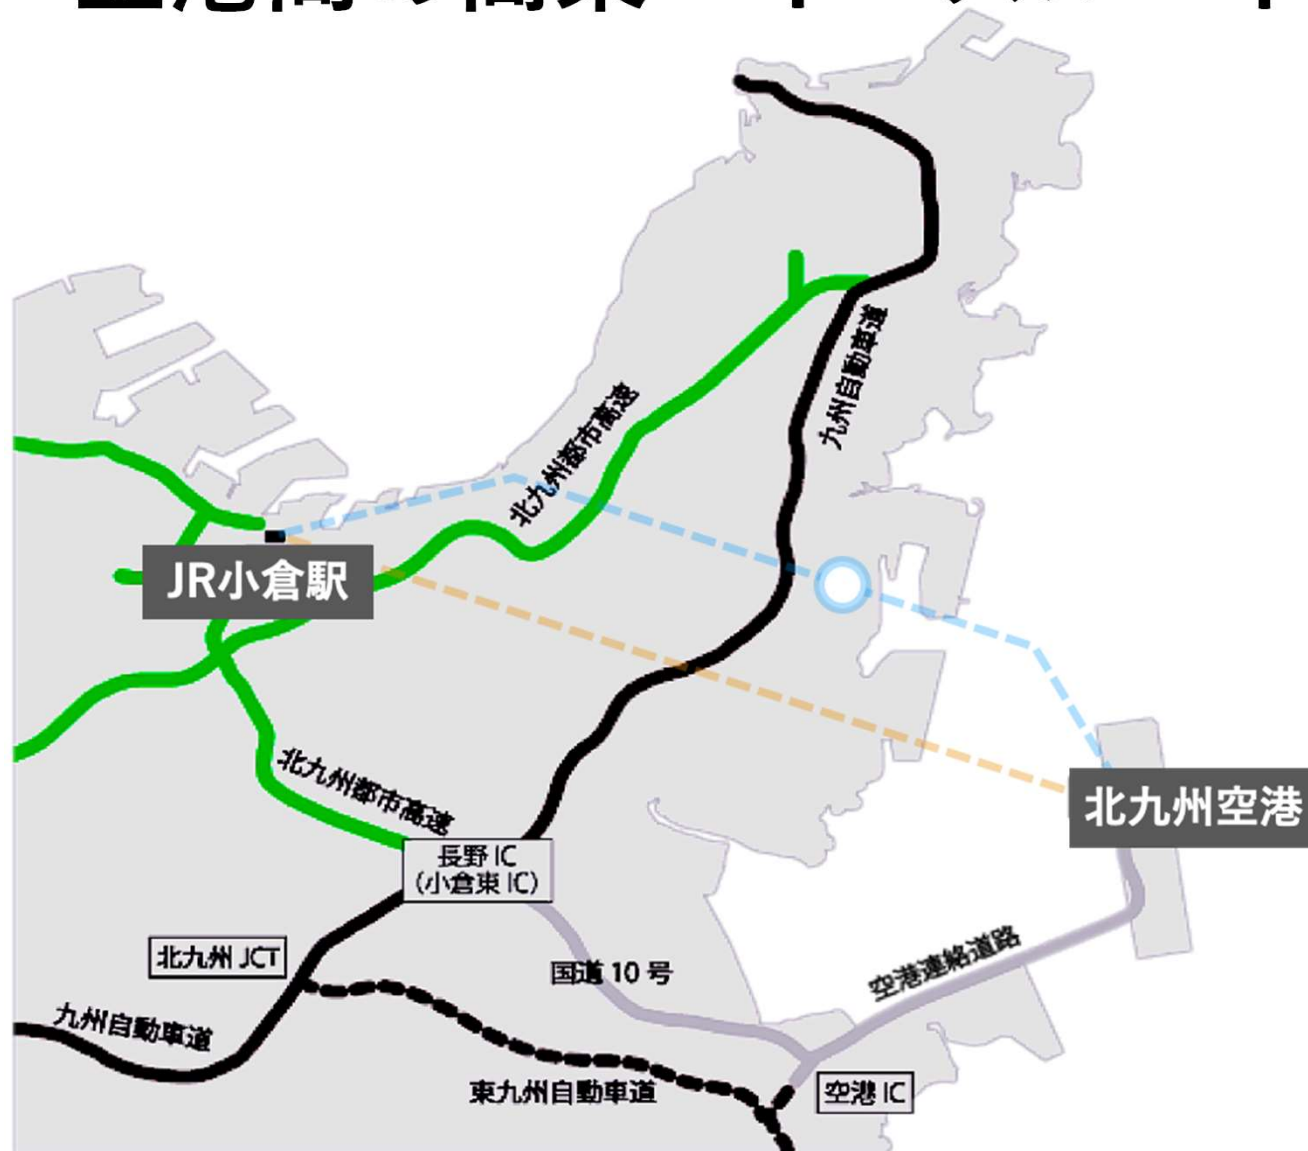 九州自動車道
北九州都市高速
JR小倉駅
北九州都市高速
北九州空港
長野 IC
(小倉東 IC)
北九州 JCT
国道 10 号
空港連絡道路
九州自動車道
東九州自動車道
空港 IC